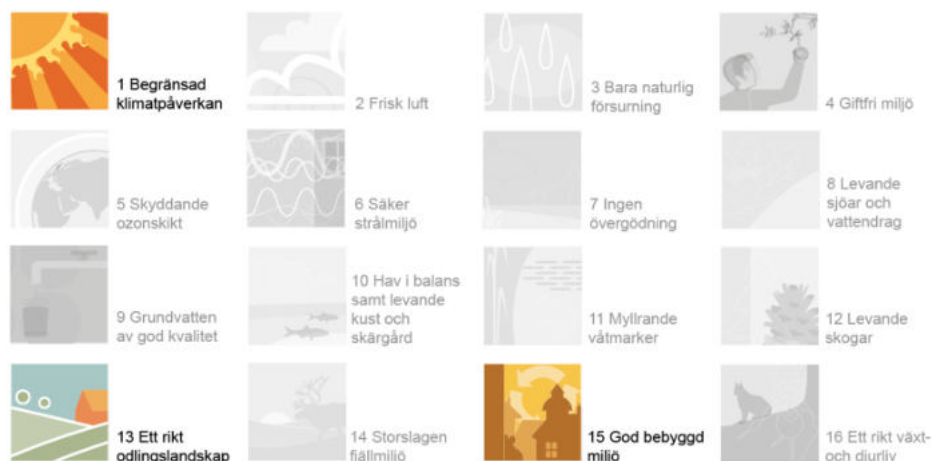 1 Begränsad
klimatpåverkan
2 Frisk luft
3 Bara naturlig
försurning
4 Giftfri miljö
5 Skyddande
ozonskikt
6 Säker
strålmiljö
7 Ingen
övergödning
8 Levande
sjöar och
vattendrag
9 Grundvatten
av god kvalitet
10 Hav i balans
samt levande
kust och
skärgård
11 Myllrande
våtmarker
12 Levande
skogar
13 Ett rikt
odlingslandskap
14 Storslagen
fjällmiljö
15 God bebyggd
miljö
16 Ett rikt växt-
och djurliv